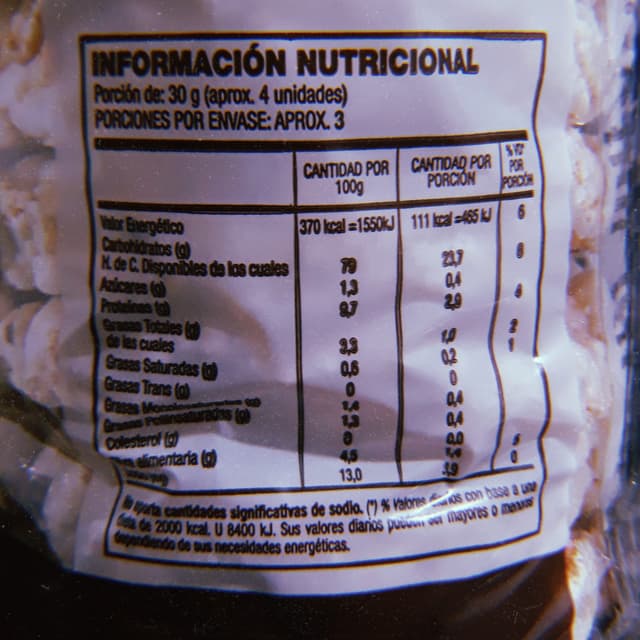 INFORMACIÓN NUTRICIONAL
Porción de: 30 g (aprox. 4 unidades)
PORCIONES POR ENVASE: APROX. 3
CANTIDAD POR 100g CANTIDAD POR PORCIÓN POR PORCIÓN
Valor Energético 370 kcal =1550kJ 111 kcal =465 kJ 6
Carbohidratos (g)
H. de C. Disponibles de los cuales 79 23,7 8
Azúcares (g) 1,3 0,4
Proteínas (g) 9,7 2,9 4
Grasas Totales (g) 3,3 1,0 2
de las cuales
Grasas Saturadas (g) 0,6 0,2 1
Grasas Trans (g) 0 0
Grasas 1,4 0,4
Grasas Poliinsaturadas (g) 1,3 0,4
Colesterol (g) 0 0,0
alimentaria (g) 4,5 1,4
13,0 0
aporta cantidades significativas de sodio. (*) % Valores diarios con base a una
dieta de 2000 kcal. U 8400 kJ. Sus valores diarios pueden ser mayores o menores
dependiendo de sus necesidades energéticas.